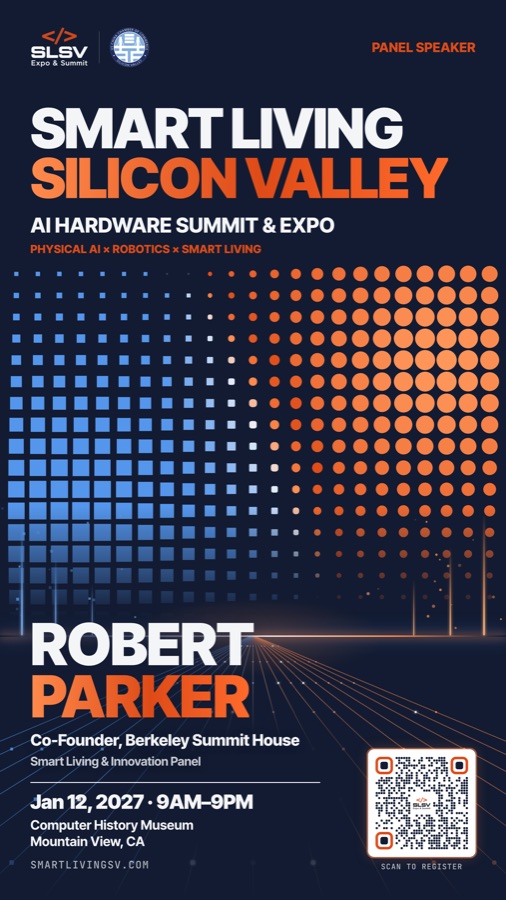 </>
SLSV
Expo & Summit
PANEL SPEAKER
SMART LIVING
SILICON VALLEY
AI HARDWARE SUMMIT & EXPO
PHYSICAL AI × ROBOTICS × SMART LIVING
ROBERT
PARKER
Co-Founder, Berkeley Summit House
Smart Living & Innovation Panel
Jan 12, 2027 · 9AM–9PM
Computer History Museum
Mountain View, CA
SMARTLIVINGSV.COM
</>
SLSV
SCAN TO REGISTER